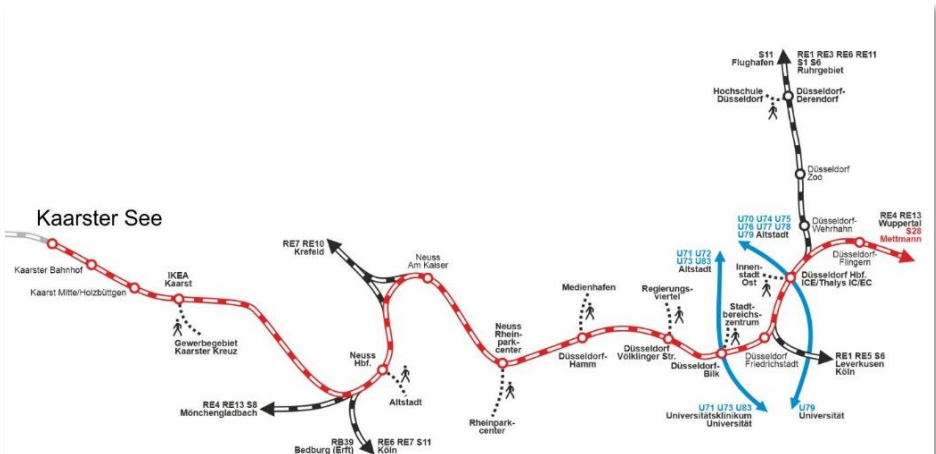 Kaarster See
Kaarster Bahnhof
Kaarst Mitte/Holzbüttgen
IKEA
Kaarst
Gewerbegebiet
Kaarster Kreuz
RE7 RE10
Krefeld
Neuss
Am Kaiser
Neuss
Hbf.
Altstadt
RE4 RE13 S8
Mönchengladbach
RB39
Bedburg (Erft)
RE6 RE7 S11
Köln
Neuss
Rhein-
park-
center
Rheinpark-
center
Medienhafen
Düsseldorf-
Hamm
Regierungs-
viertel
Düsseldorf
Völklinger Str.
U71 U72
U73 U83
Altstadt
Düsseldorf-
Bilk
Stadt-
bereichs-
zentrum
Düsseldorf
Friedrichstadt
U71 U73 U83
Universitätsklinikum
Universität
U79
Universität
RE1 RE5 S6
Leverkusen
Köln
U70 U74 U75
U76 U77 U78
U79 Altstadt
Innen-
stadt
Ost
Düsseldorf Hbf.
ICE/Thalys IC/EC
Düsseldorf-
Flingern
RE4 RE13
Wuppertal
S28
Mettmann
Düsseldorf-
Wehrhahn
Düsseldorf
Zoo
Hochschule
Düsseldorf
Düsseldorf-
Derendorf
S11
Flughafen
RE1 RE3 RE6 RE11
S1 S6
Ruhrgebiet